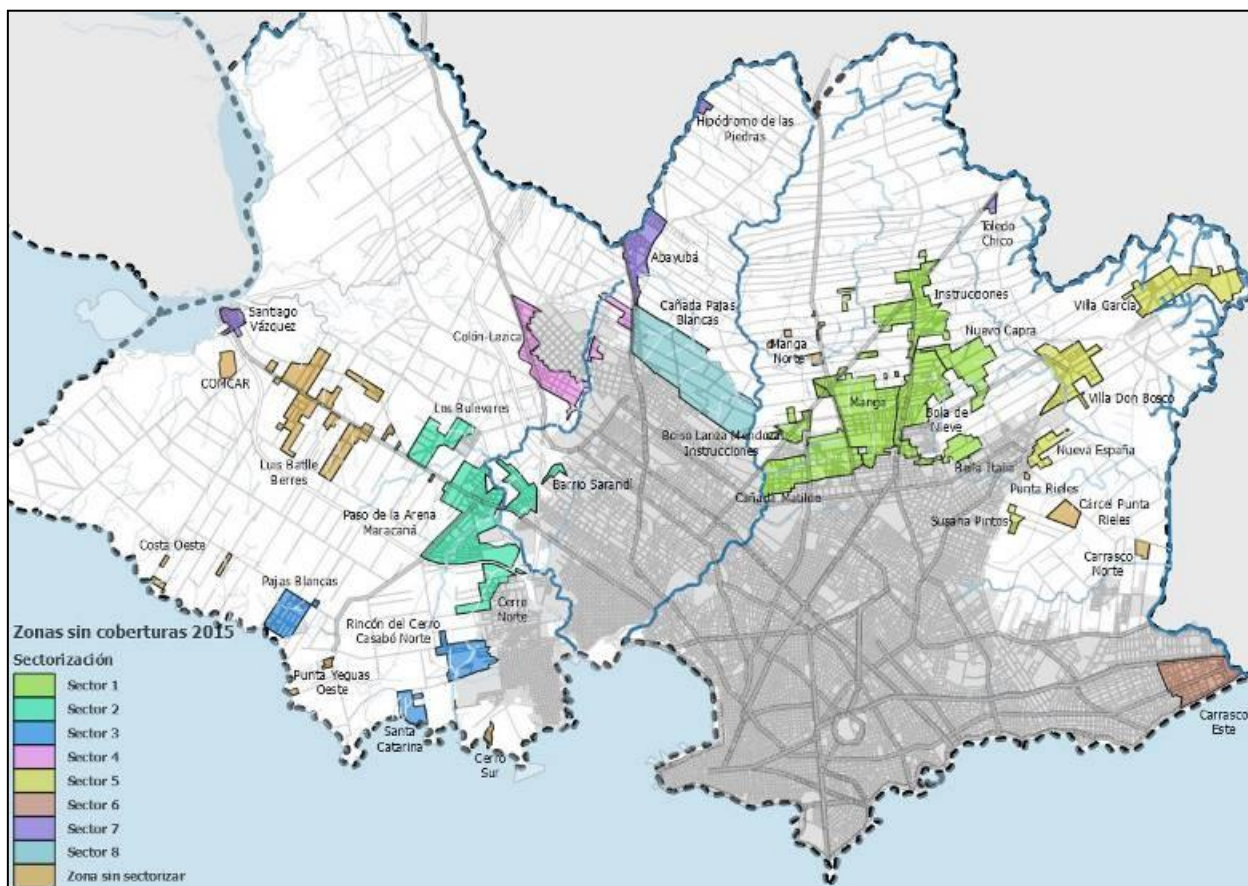 Hipódromo de las
Piedras
Toledo
Chico
Abayubá
Instrucciones
Villa García
Santiago
Vázquez
Cañada Pajas
Blancas
Colón-Lezica
Nuevo Capra
Manga
Norte
COMCAR
Villa Don Bosco
Los Bulevares
Manga
Bola de
Nieve
Borso Lanza Mendoza
Instrucciones
Nueva España
Luis Batlle
Berres
Bella Italia
Barrio Sarandí
Punta Rieles
Cañada Matilde
Paso de la Arena
Maracaná
Cárcel Punta
Rieles
Susana Pintos
Costa Oeste
Carrasco
Norte
Pajas Blancas
Cerro
Norte
Rincón del Cerro
Casabó Norte
Zonas sin coberturas 2015
Sectorización
Punta Yeguas
Oeste
Sector 1
Sector 2
Sector 3
Sector 4
Sector 5
Sector 6
Sector 7
Sector 8
Zona sin sectorizar
Santa
Catarina
Cerro
Sur
Carrasco
Este